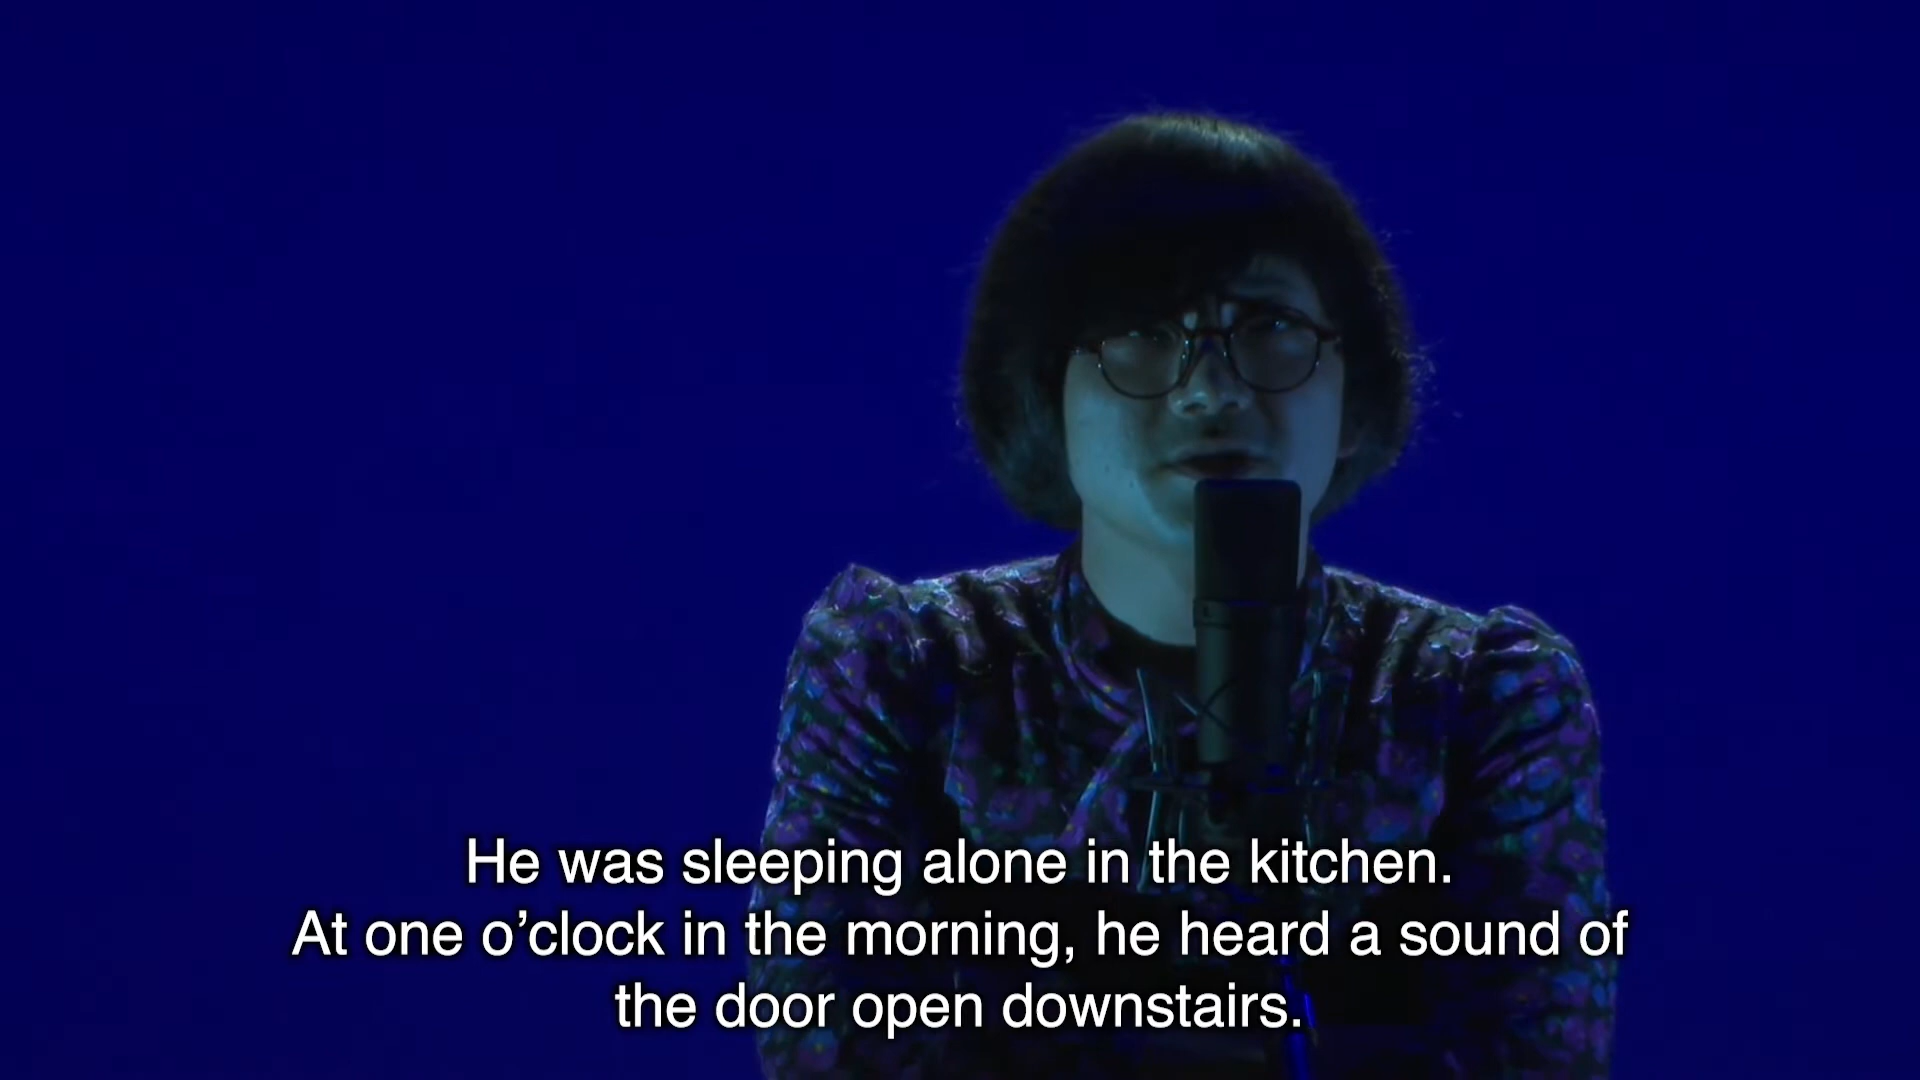 He was sleeping alone in the kitchen.
At one o’clock in the morning, he heard a sound of
the door open downstairs.